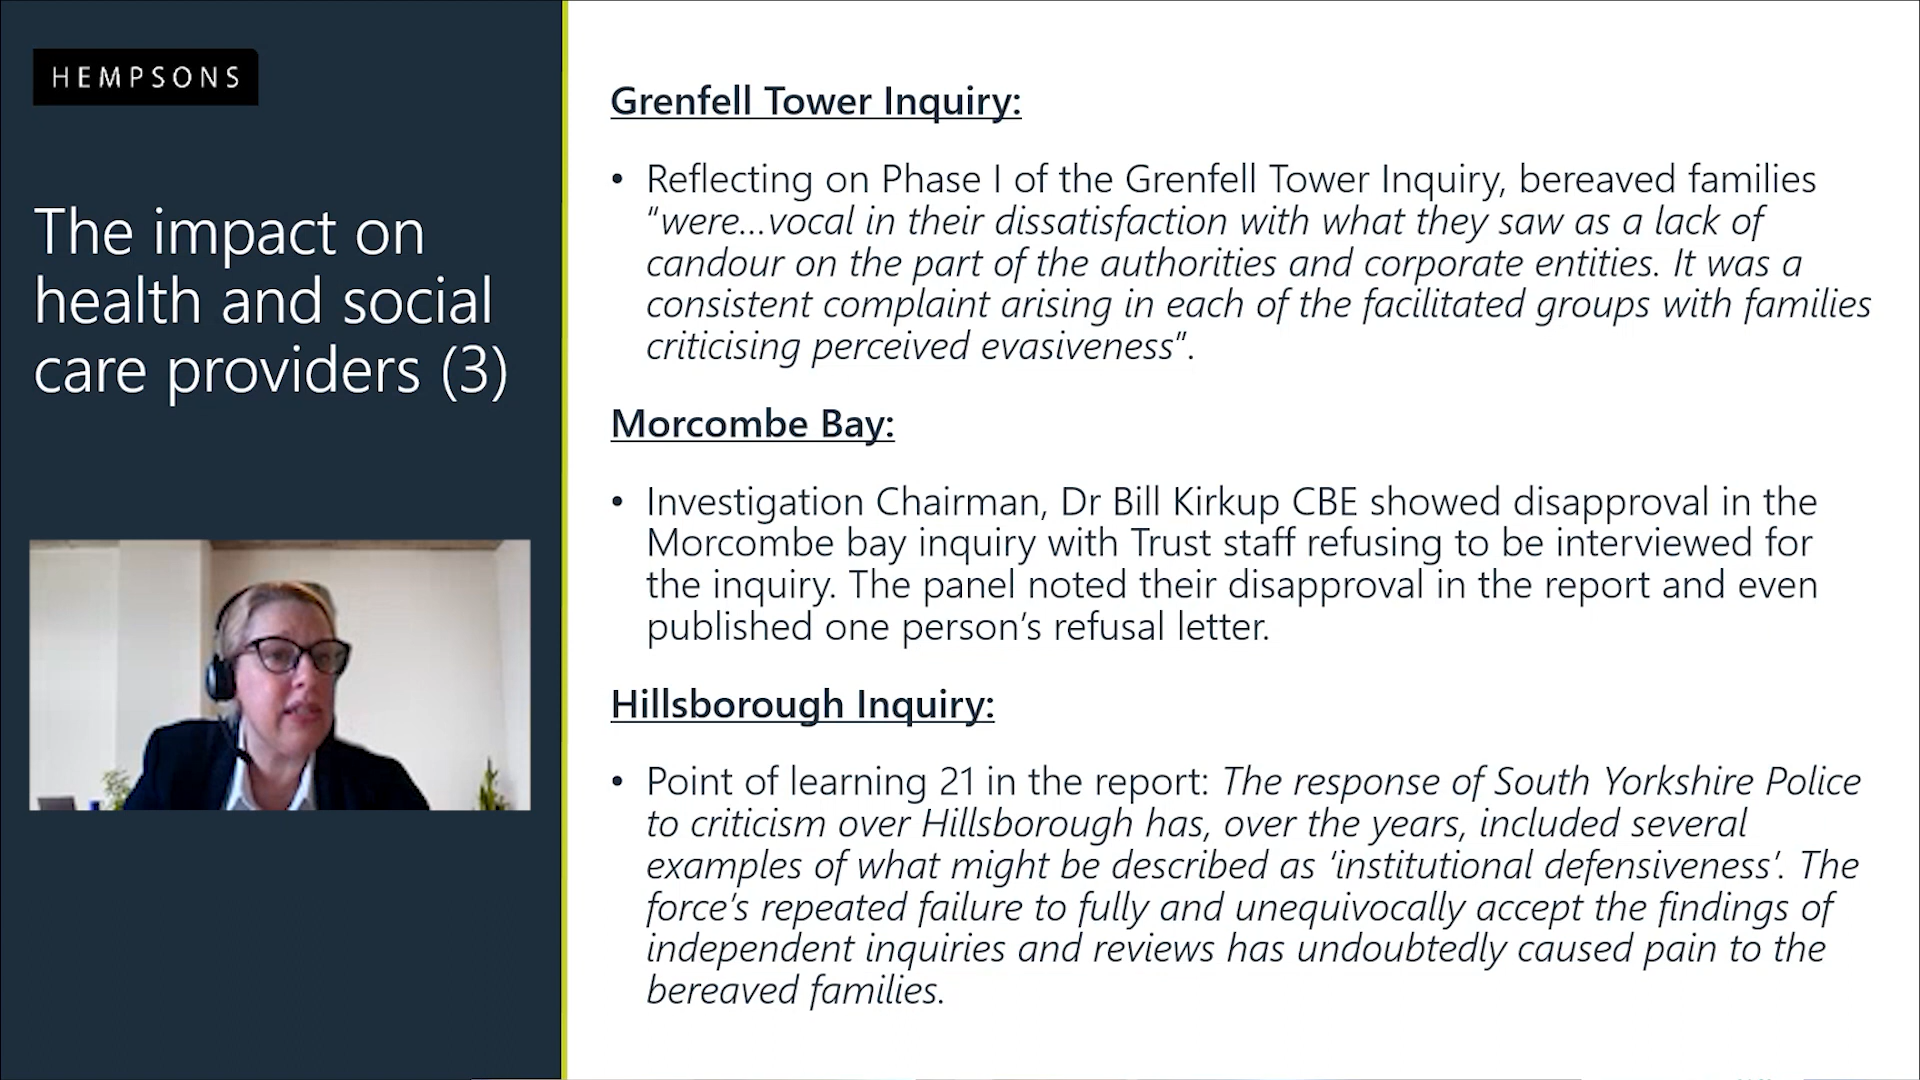 HEMPSONS
The impact on
health and social
care providers (3)
Grenfell Tower Inquiry:
• Reflecting on Phase I of the Grenfell Tower Inquiry, bereaved families
“were...vocal in their dissatisfaction with what they saw as a lack of
candour on the part of the authorities and corporate entities. It was a
consistent complaint arising in each of the facilitated groups with families
criticising perceived evasiveness”.
Morcombe Bay:
• Investigation Chairman, Dr Bill Kirkup CBE showed disapproval in the
Morcombe bay inquiry with Trust staff refusing to be interviewed for
the inquiry. The panel noted their disapproval in the report and even
published one person’s refusal letter.
Hillsborough Inquiry:
• Point of learning 21 in the report: The response of South Yorkshire Police
to criticism over Hillsborough has, over the years, included several
examples of what might be described as ‘institutional defensiveness’. The
force’s repeated failure to fully and unequivocally accept the findings of
independent inquiries and reviews has undoubtedly caused pain to the
bereaved families.